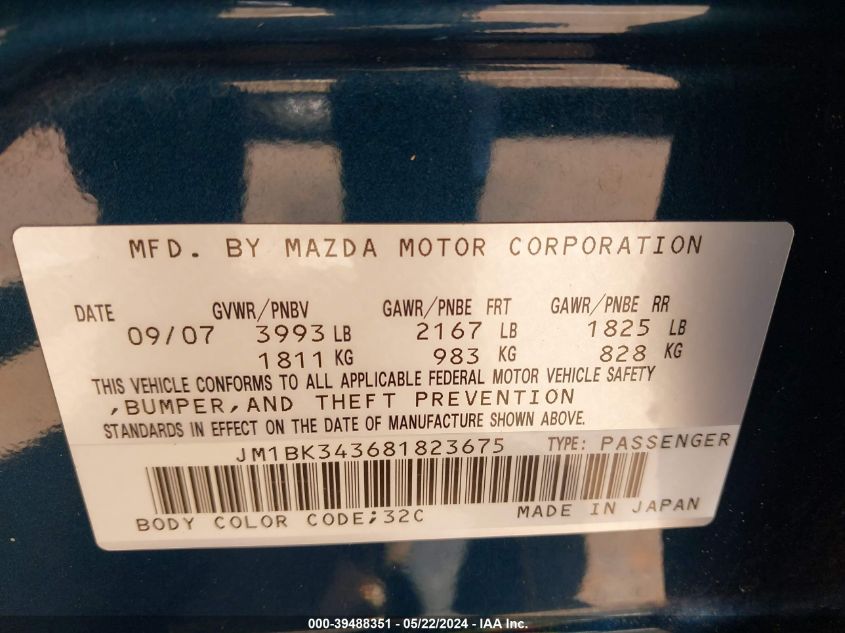 MFD. BY MAZDA MOTOR CORPORATION
DATE GVWR/PNBV GAWR/PNBE FRT GAWR/PNBE RR
09/07 3993 LB 2167 LB 1825 LB
1811 KG 983 KG 828 KG
THIS VEHICLE CONFORMS TO ALL APPLICABLE FEDERAL MOTOR VEHICLE SAFETY
,BUMPER,AND THEFT PREVENTION
STANDARDS IN EFFECT ON THE DATE OF MANUFACTURE SHOWN ABOVE.
JM1BK343681823675 TYPE: PASSENGER
BODY COLOR CODE;32C MADE IN JAPAN
000-39488351 - 05/22/2024 - IAA Inc.